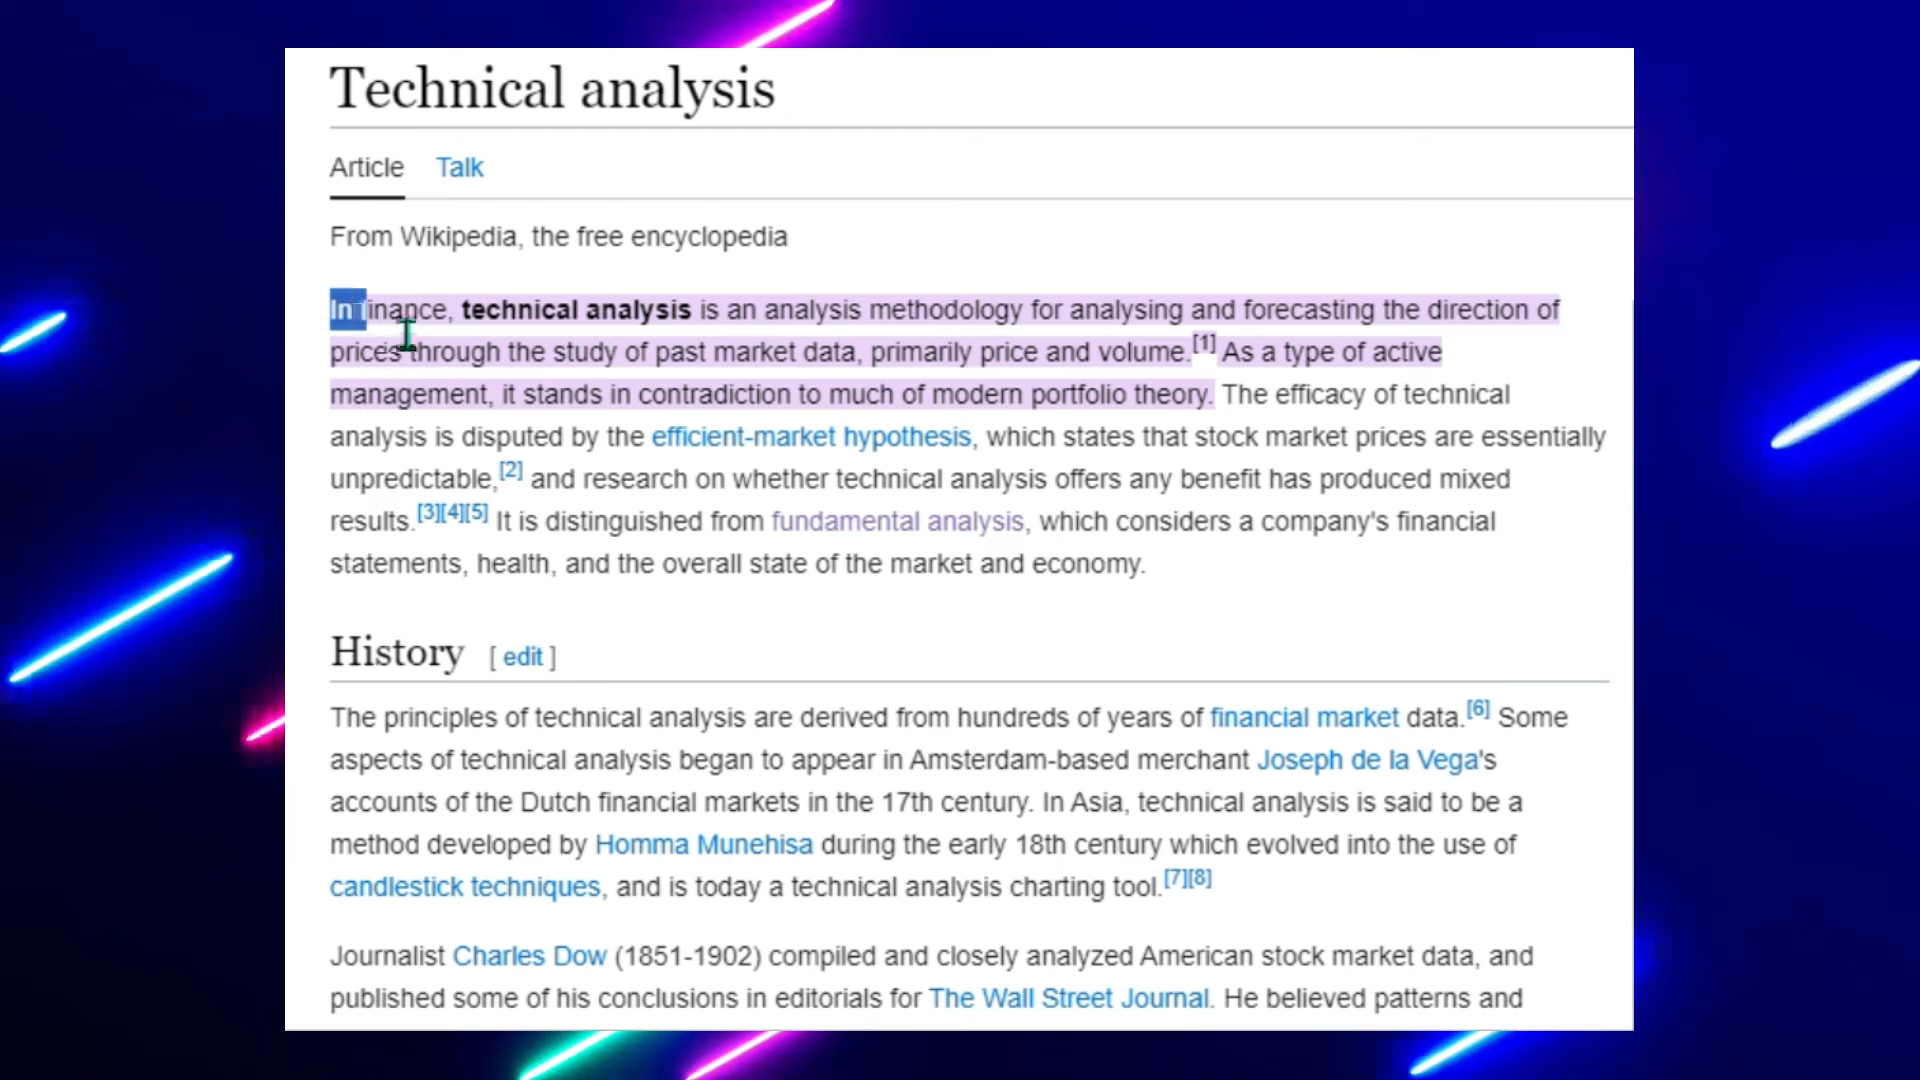 Technical analysis
Article Talk
From Wikipedia, the free encyclopedia
In finance, technical analysis is an analysis methodology for analysing and forecasting the direction of
prices through the study of past market data, primarily price and volume.[1] As a type of active
management, it stands in contradiction to much of modern portfolio theory. The efficacy of technical
analysis is disputed by the efficient-market hypothesis, which states that stock market prices are essentially
unpredictable,[2] and research on whether technical analysis offers any benefit has produced mixed
results.[3][4][5] It is distinguished from fundamental analysis, which considers a company's financial
statements, health, and the overall state of the market and economy.
History [ edit ]
The principles of technical analysis are derived from hundreds of years of financial market data.[6] Some
aspects of technical analysis began to appear in Amsterdam-based merchant Joseph de la Vega's
accounts of the Dutch financial markets in the 17th century. In Asia, technical analysis is said to be a
method developed by Homma Munehisa during the early 18th century which evolved into the use of
candlestick techniques, and is today a technical analysis charting tool.[7][8]
Journalist Charles Dow (1851-1902) compiled and closely analyzed American stock market data, and
published some of his conclusions in editorials for The Wall Street Journal. He believed patterns and